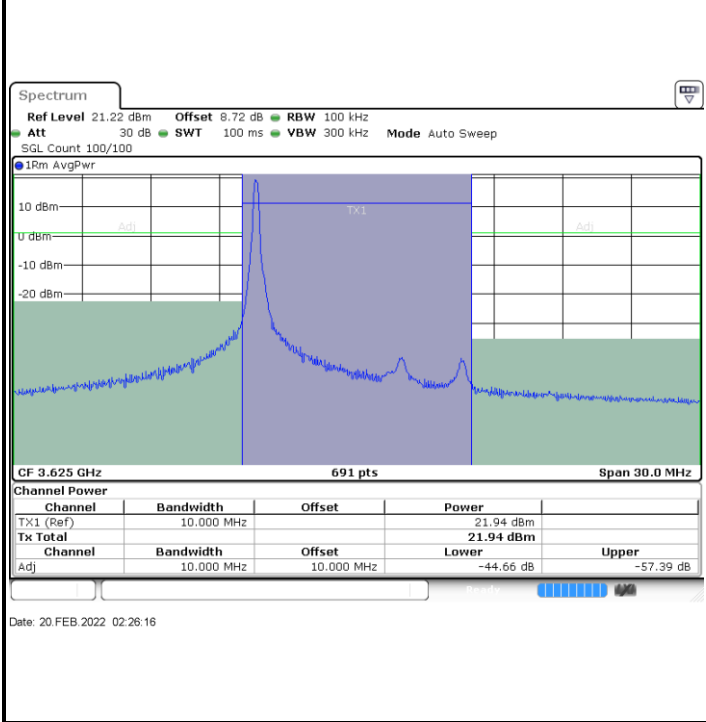 Spectrum
Ref Level 21.22 dBm Offset 8.72 dB RBW 100 kHz
Att 30 dB SWT 100 ms VBW 300 kHz Mode Auto Sweep
SGL Count 100/100
1Rm AvgPwr
10 dBm
TX1
Adj Adj
0 dBm
-10 dBm
-20 dBm
CF 3.625 GHz 691 pts Span 30.0 MHz
Channel Power
Channel Bandwidth Offset Power
TX1 (Ref) 10.000 MHz 21.94 dBm
Tx Total 21.94 dBm
Channel Bandwidth Offset Lower Upper
Adj 10.000 MHz 10.000 MHz -44.66 dB -57.39 dB
Ready
Date: 20.FEB.2022 02:26:16